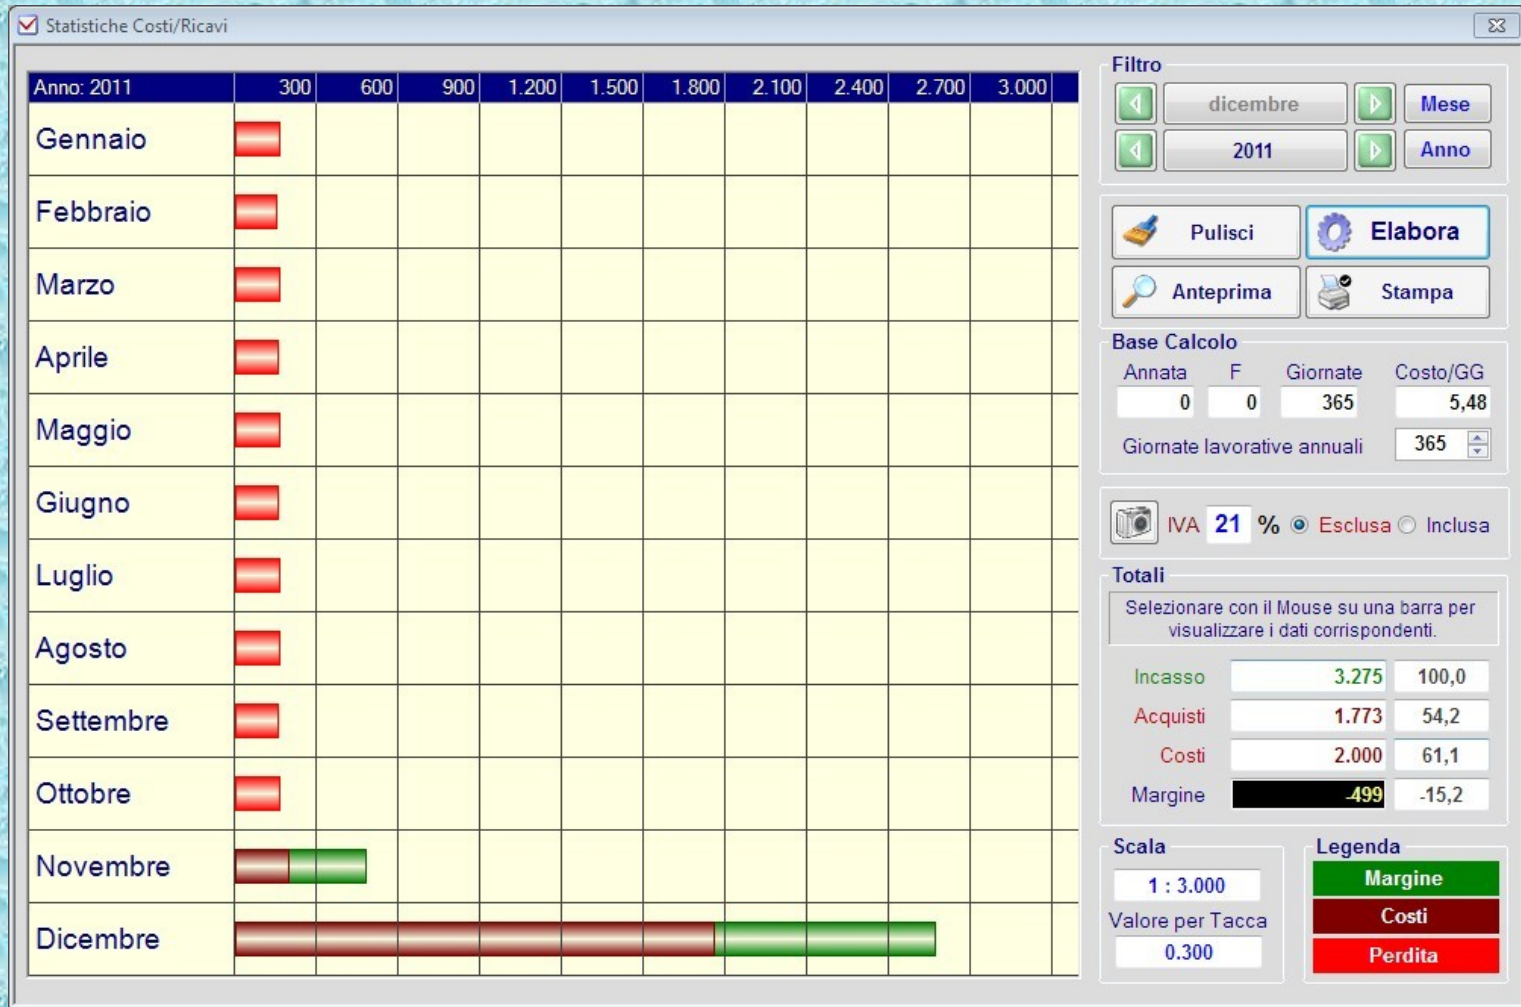 Statistiche Costi/Ricavi
Anno: 2011 300 600 900 1.200 1.500 1.800 2.100 2.400 2.700 3.000
Gennaio
Febbraio
Marzo
Aprile
Maggio
Giugno
Luglio
Agosto
Settembre
Ottobre
Novembre
Dicembre
Filtro
dicembre Mese
2011 Anno
Pulisci Elabora
Anteprima Stampa
Base Calcolo
Annata F Giornate Costo/GG
0 0 365 5,48
Giornate lavorative annuali 365
IVA 21 % Esclusa Inclusa
Totali
Selezionare con il Mouse su una barra per
visualizzare i dati corrispondenti.
Incasso 3.275 100,0
Acquisti 1.773 54,2
Costi 2.000 61,1
Margine -499 -15,2
Scala
1 : 3.000
Valore per Tacca
0.300
Legenda
Margine
Costi
Perdita